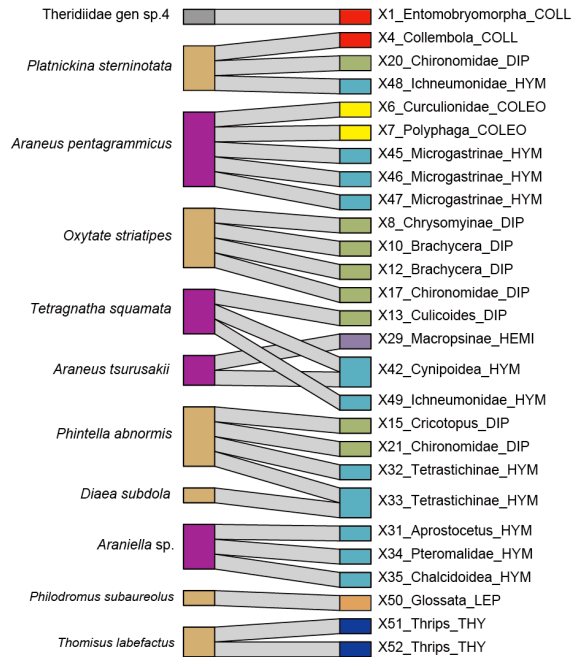 Theridiidae gen sp.4
Platnickina sterninotata
Araneus pentagrammicus
Oxytate striatipes
Tetragnatha squamata
Araneus tsurusakii
Phintella abnormis
Diaea subdola
Araniella sp.
Philodromus subaureolus
Thomisus labefactus
X1_Entomobryomorpha_COLL
X4_Collembola_COLL
X20_Chironomidae_DIP
X48_Ichneumonidae_HYM
X6_Curculionidae_COLEO
X7_Polyphaga_COLEO
X45_Microgastrinae_HYM
X46_Microgastrinae_HYM
X47_Microgastrinae_HYM
X8_Chrysomyinae_DIP
X10_Brachycera_DIP
X12_Brachycera_DIP
X17_Chironomidae_DIP
X13_Culicoides_DIP
X29_Macropsinae_HEMI
X42_Cynipoidea_HYM
X49_Ichneumonidae_HYM
X15_Cricotopus_DIP
X21_Chironomidae_DIP
X32_Tetrastichinae_HYM
X33_Tetrastichinae_HYM
X31_Aprostocetus_HYM
X34_Pteromalidae_HYM
X35_Chalcidoidea_HYM
X50_Glossata_LEP
X51_Thrips_THY
X52_Thrips_THY